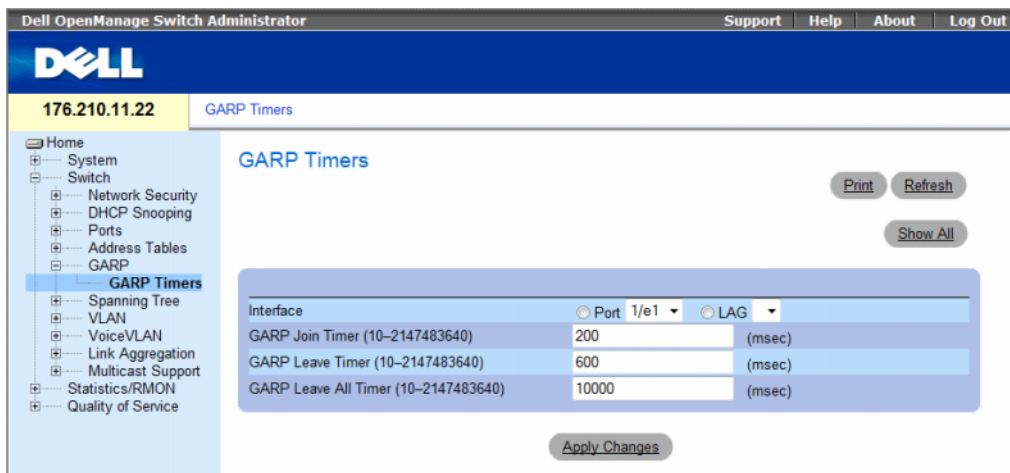 Dell OpenManage Switch Administrator Support Help About Log Out
DELL
176.210.11.22 GARP Timers
Home
System
Switch
Network Security
DHCP Snooping
Ports
Address Tables
GARP
GARP Timers
Spanning Tree
VLAN
VoiceVLAN
Link Aggregation
Multicast Support
Statistics/RMON
Quality of Service
GARP Timers
Print Refresh
Show All
Interface Port 1/e1 LAG
GARP Join Timer (10–2147483640) 200 (msec)
GARP Leave Timer (10–2147483640) 600 (msec)
GARP Leave All Timer (10–2147483640) 10000 (msec)
Apply Changes